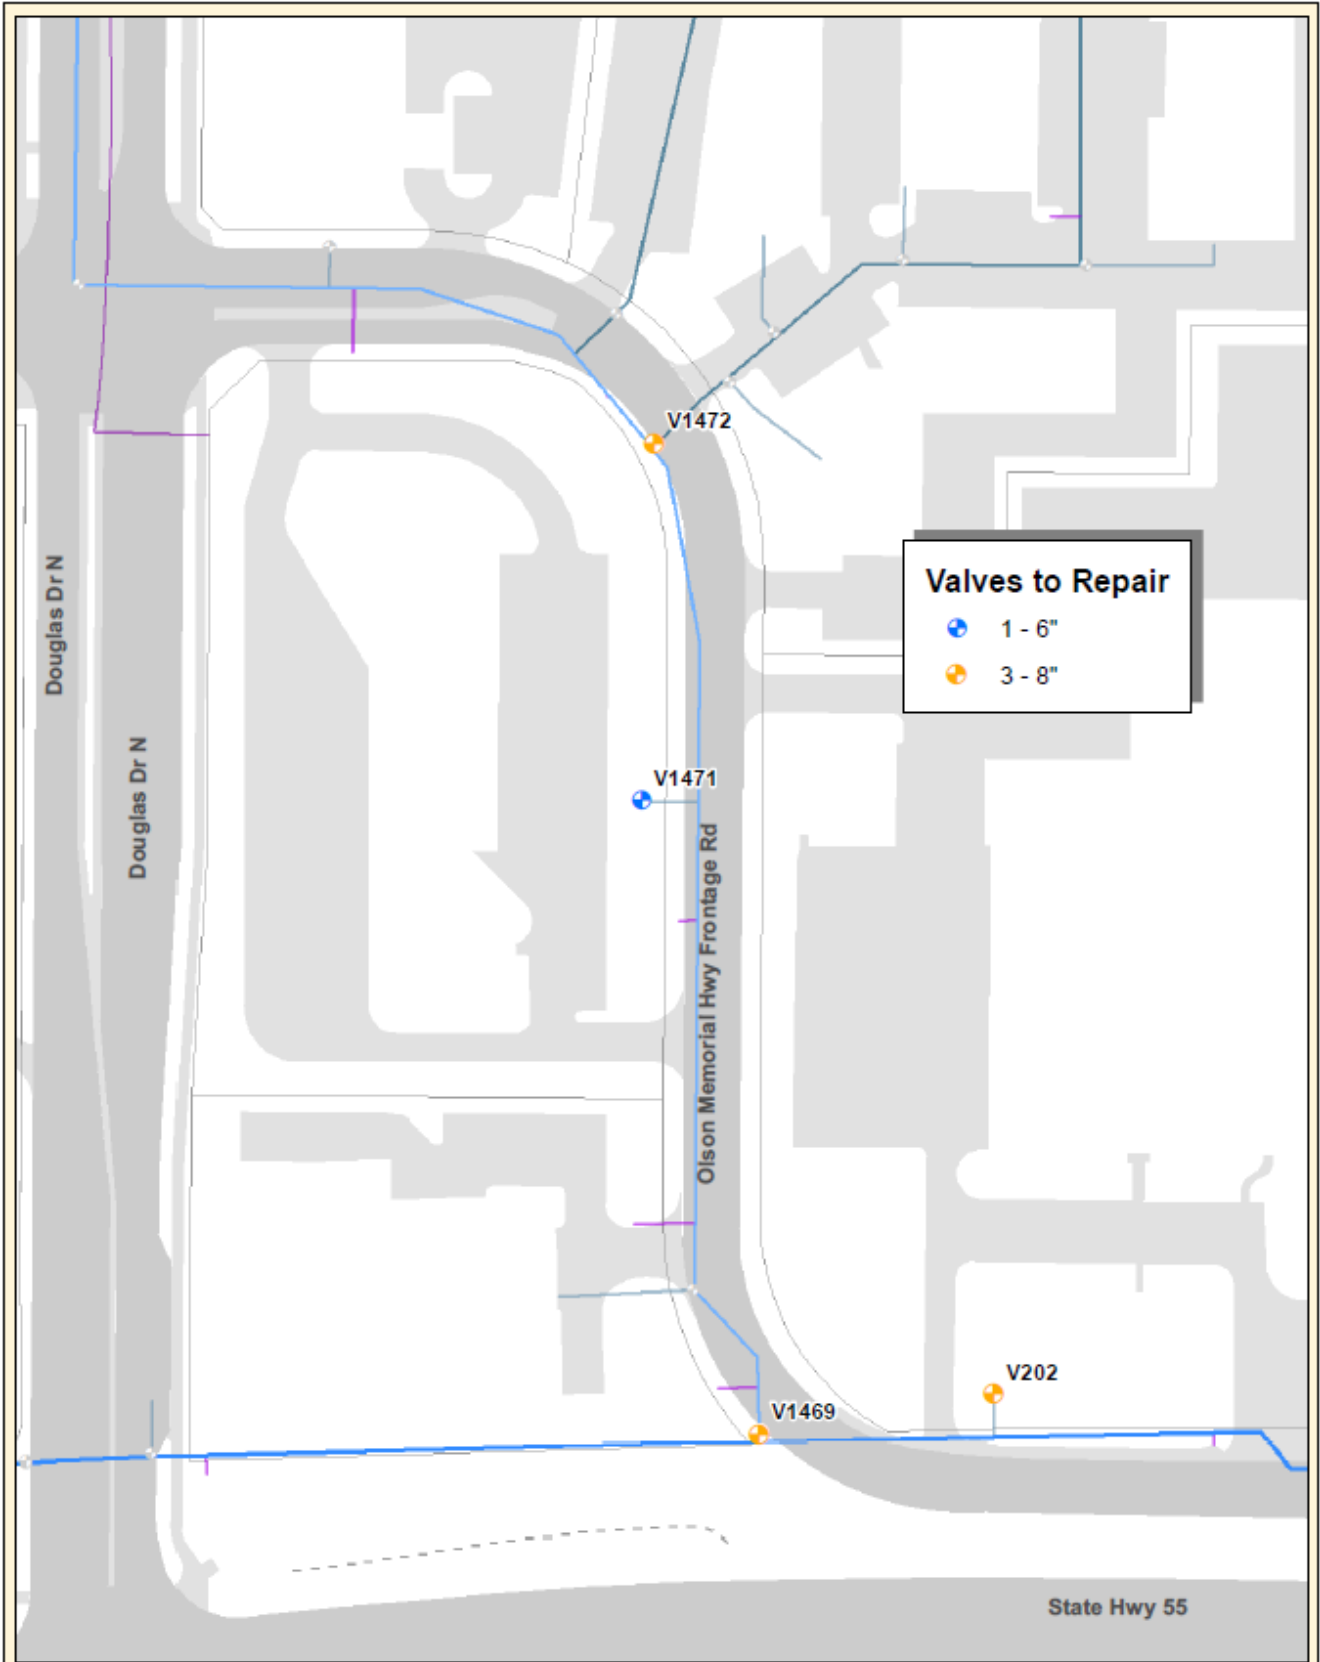 V1472
Valves to Repair
1 - 6"
3 - 8"
Douglas Dr N
Douglas Dr N
V1471
Olson Memorial Hwy Frontage Rd
V202
V1469
State Hwy 55